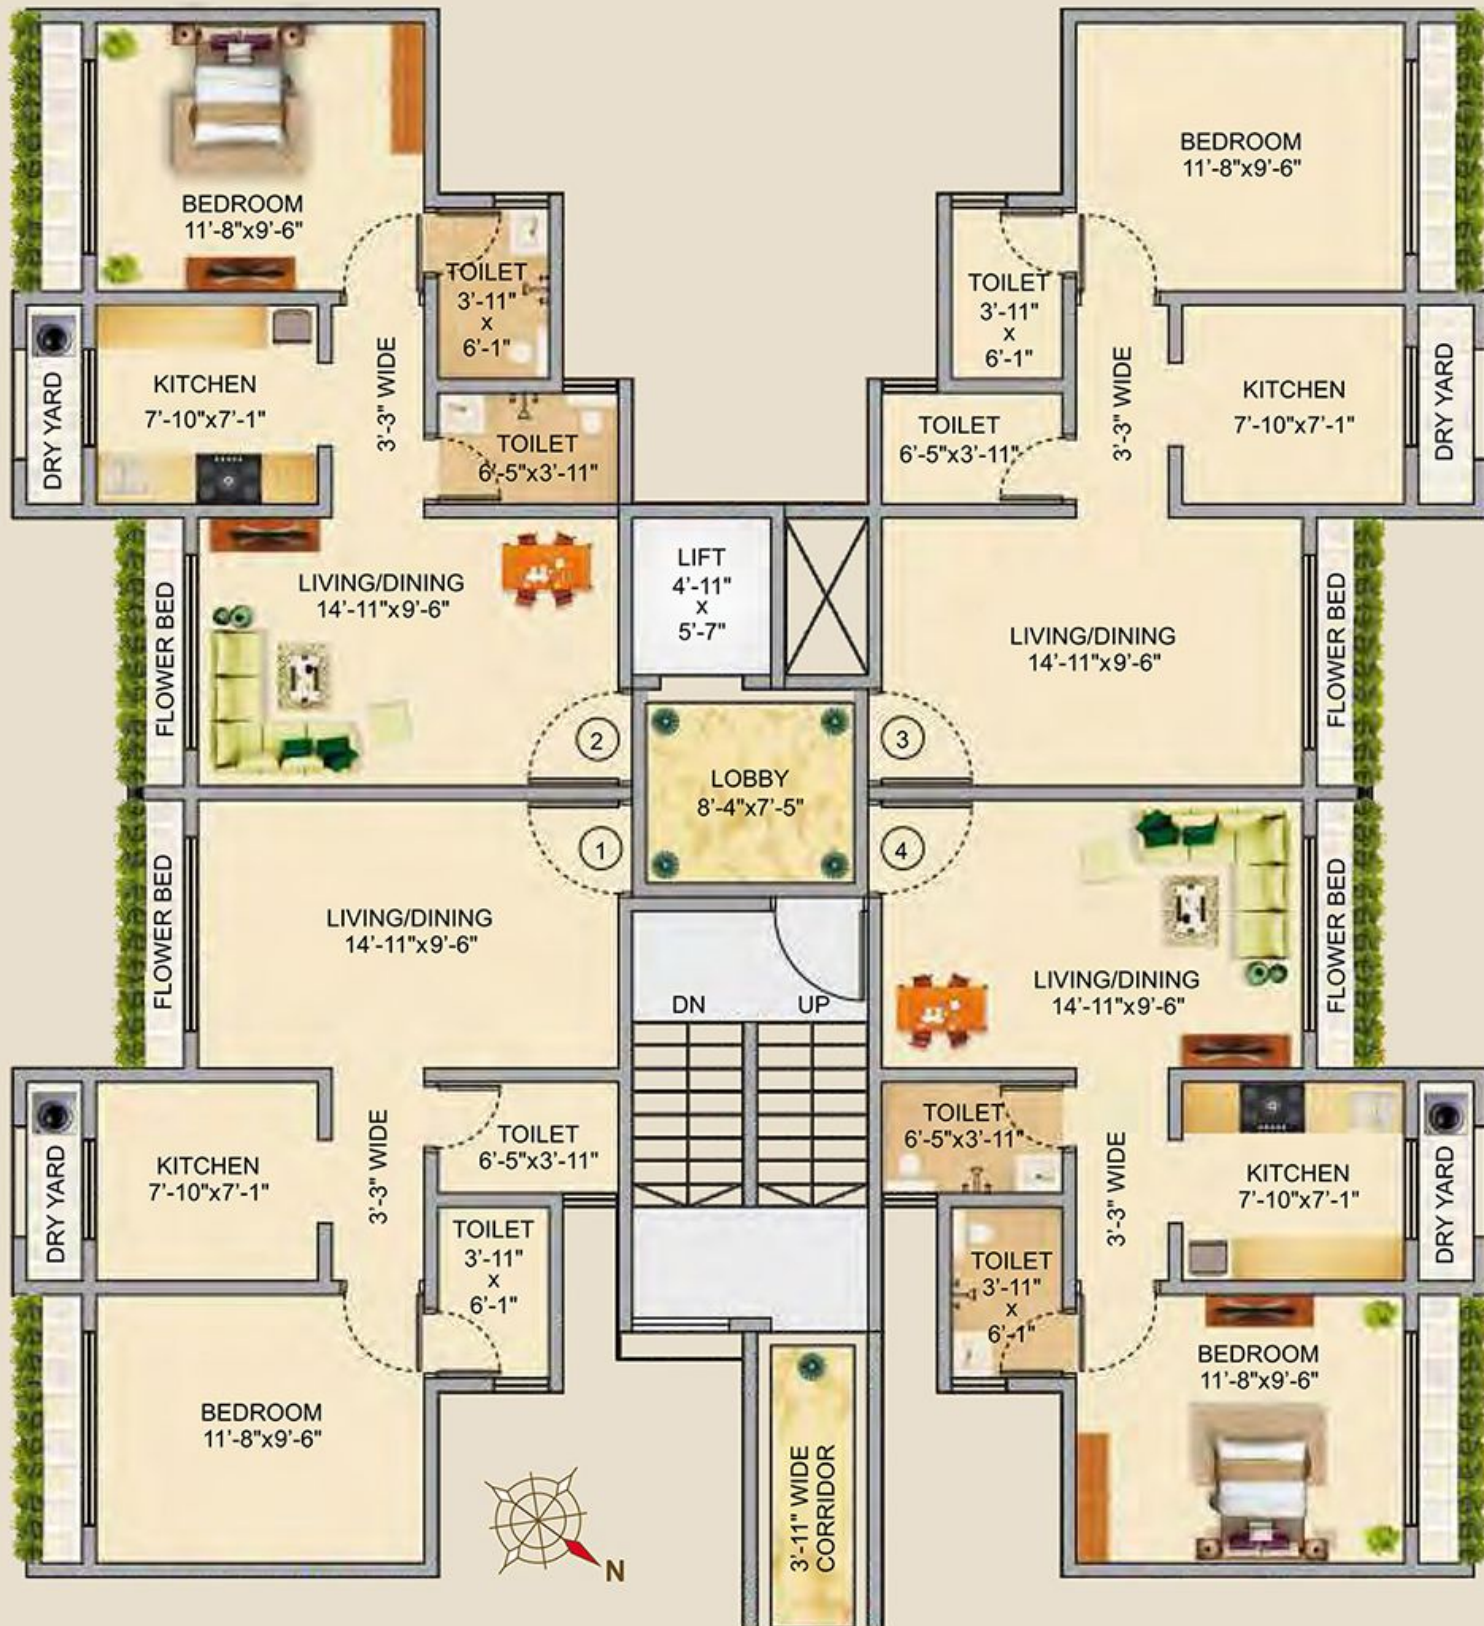 BEDROOM
11'-8"x9'-6"
TOILET
3'-11"
x
6'-1"
KITCHEN
7'-10"x7'-1"
DRY YARD
3'-3" WIDE
TOILET
6'-5"x3'-11"
LIVING/DINING
14'-11"x9'-6"
FLOWER BED
2
LIFT
4'-11"
x
5'-7"
LOBBY
8'-4"x7'-5"
BEDROOM
11'-8"x9'-6"
TOILET
3'-11"
x
6'-1"
KITCHEN
7'-10"x7'-1"
DRY YARD
3'-3" WIDE
TOILET
6'-5"x3'-11"
LIVING/DINING
14'-11"x9'-6"
FLOWER BED
3
1
LIVING/DINING
14'-11"x9'-6"
FLOWER BED
KITCHEN
7'-10"x7'-1"
DRY YARD
3'-3" WIDE
TOILET
6'-5"x3'-11"
TOILET
3'-11"
x
6'-1"
BEDROOM
11'-8"x9'-6"
DN
UP
4
LIVING/DINING
14'-11"x9'-6"
FLOWER BED
TOILET
6'-5"x3'-11"
3'-3" WIDE
KITCHEN
7'-10"x7'-1"
DRY YARD
TOILET
3'-11"
x
6'-1"
BEDROOM
11'-8"x9'-6"
3'-11" WIDE
CORRIDOR
N